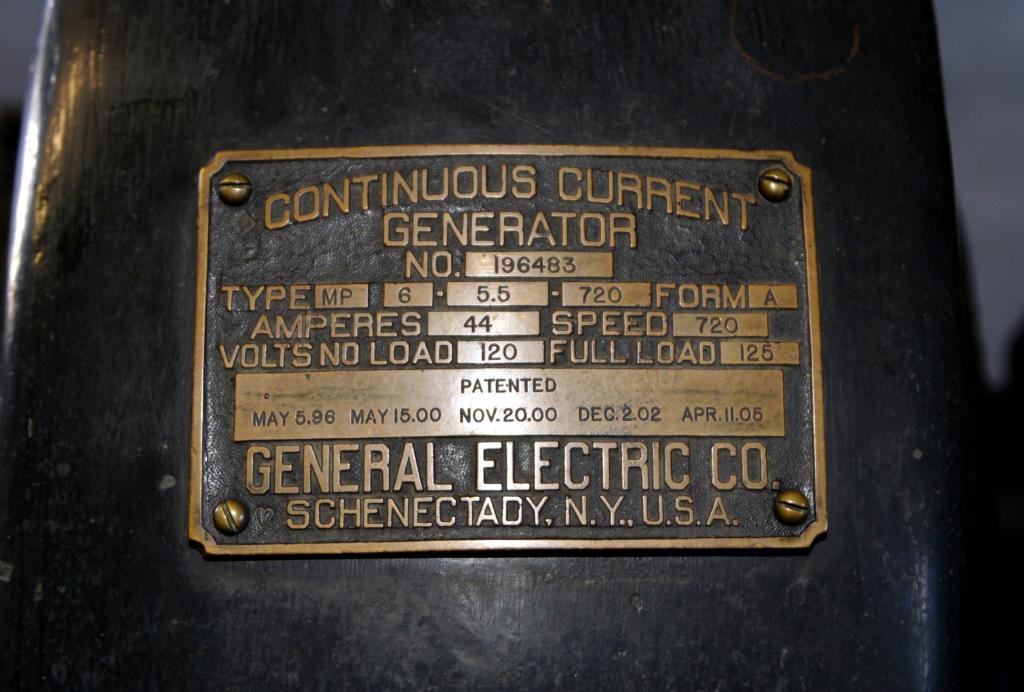 CONTINUOUS CURRENT
GENERATOR
NO. 196483
TYPE MP 6 - 5.5 - 720 FORM A
AMPERES 44 SPEED 720
VOLTS NO LOAD 120 FULL LOAD 125
PATENTED
MAY 5.96 MAY 15.00 NOV. 20.00 DEC. 2.02 APR. 11.05
GENERAL ELECTRIC CO.
SCHENECTADY, N.Y., U.S.A.